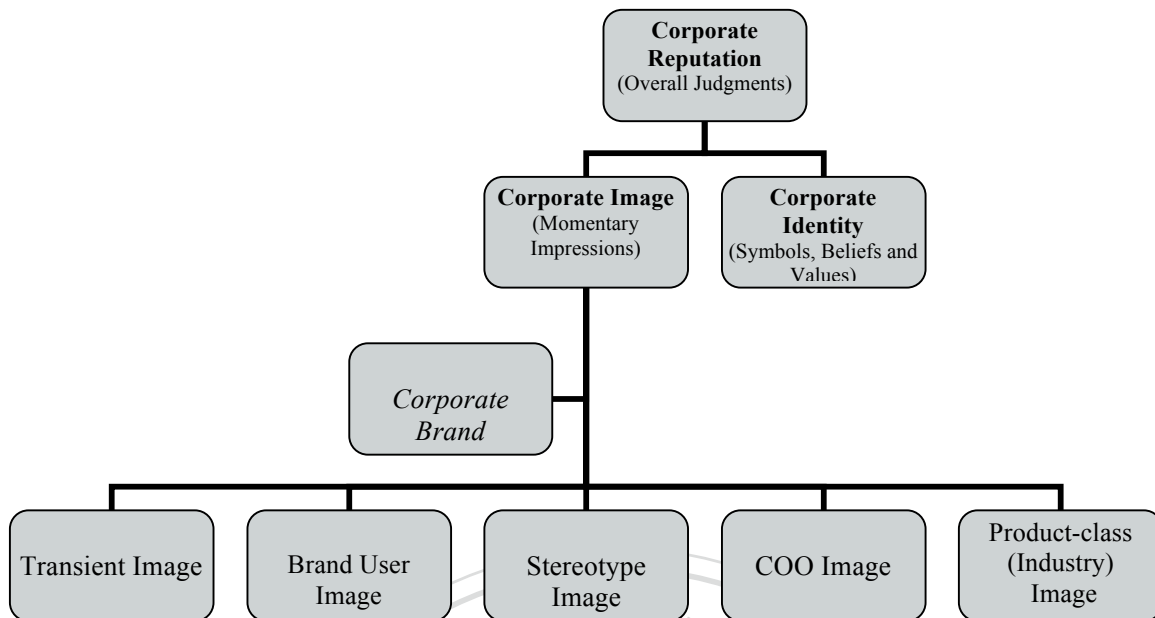 Corporate
Reputation
(Overall Judgments)
Corporate Image
(Momentary
Impressions)
Corporate
Identity
(Symbols, Beliefs and
Values)
Corporate
Brand
Transient Image
Brand User
Image
Stereotype
Image
COO Image
Product-class
(Industry)
Image